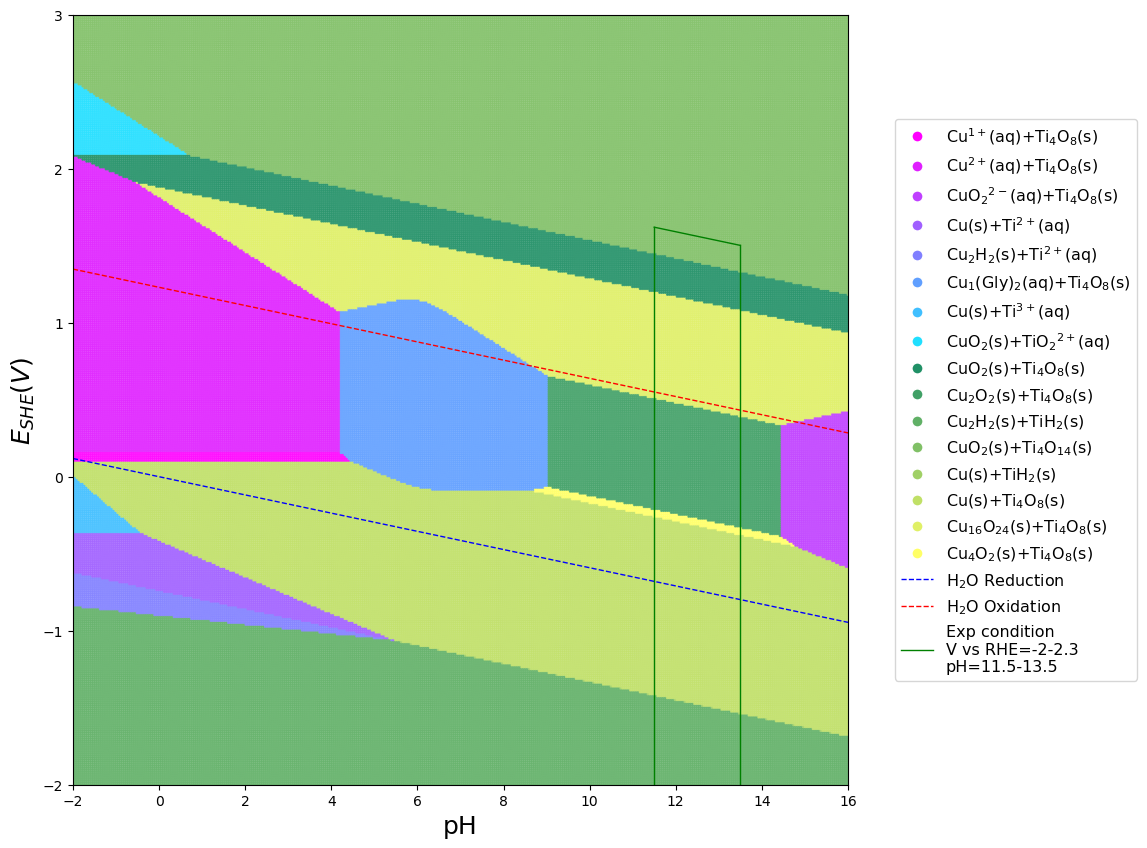 3
2
1
0
−1
−2
E_SHE(V)
−2 0 2 4 6 8 10 12 14 16
pH
Cu¹⁺(aq)+Ti₄O₈(s)
Cu²⁺(aq)+Ti₄O₈(s)
CuO₂²⁻(aq)+Ti₄O₈(s)
Cu(s)+Ti²⁺(aq)
Cu₂H₂(s)+Ti²⁺(aq)
Cu₁(Gly)₂(aq)+Ti₄O₈(s)
Cu(s)+Ti³⁺(aq)
CuO₂(s)+TiO₂²⁺(aq)
CuO₂(s)+Ti₄O₈(s)
Cu₂O₂(s)+Ti₄O₈(s)
Cu₂H₂(s)+TiH₂(s)
CuO₂(s)+Ti₄O₁₄(s)
Cu(s)+TiH₂(s)
Cu(s)+Ti₄O₈(s)
Cu₁₆O₂₄(s)+Ti₄O₈(s)
Cu₄O₂(s)+Ti₄O₈(s)
H₂O Reduction
H₂O Oxidation
Exp condition
V vs RHE=-2-2.3
pH=11.5-13.5